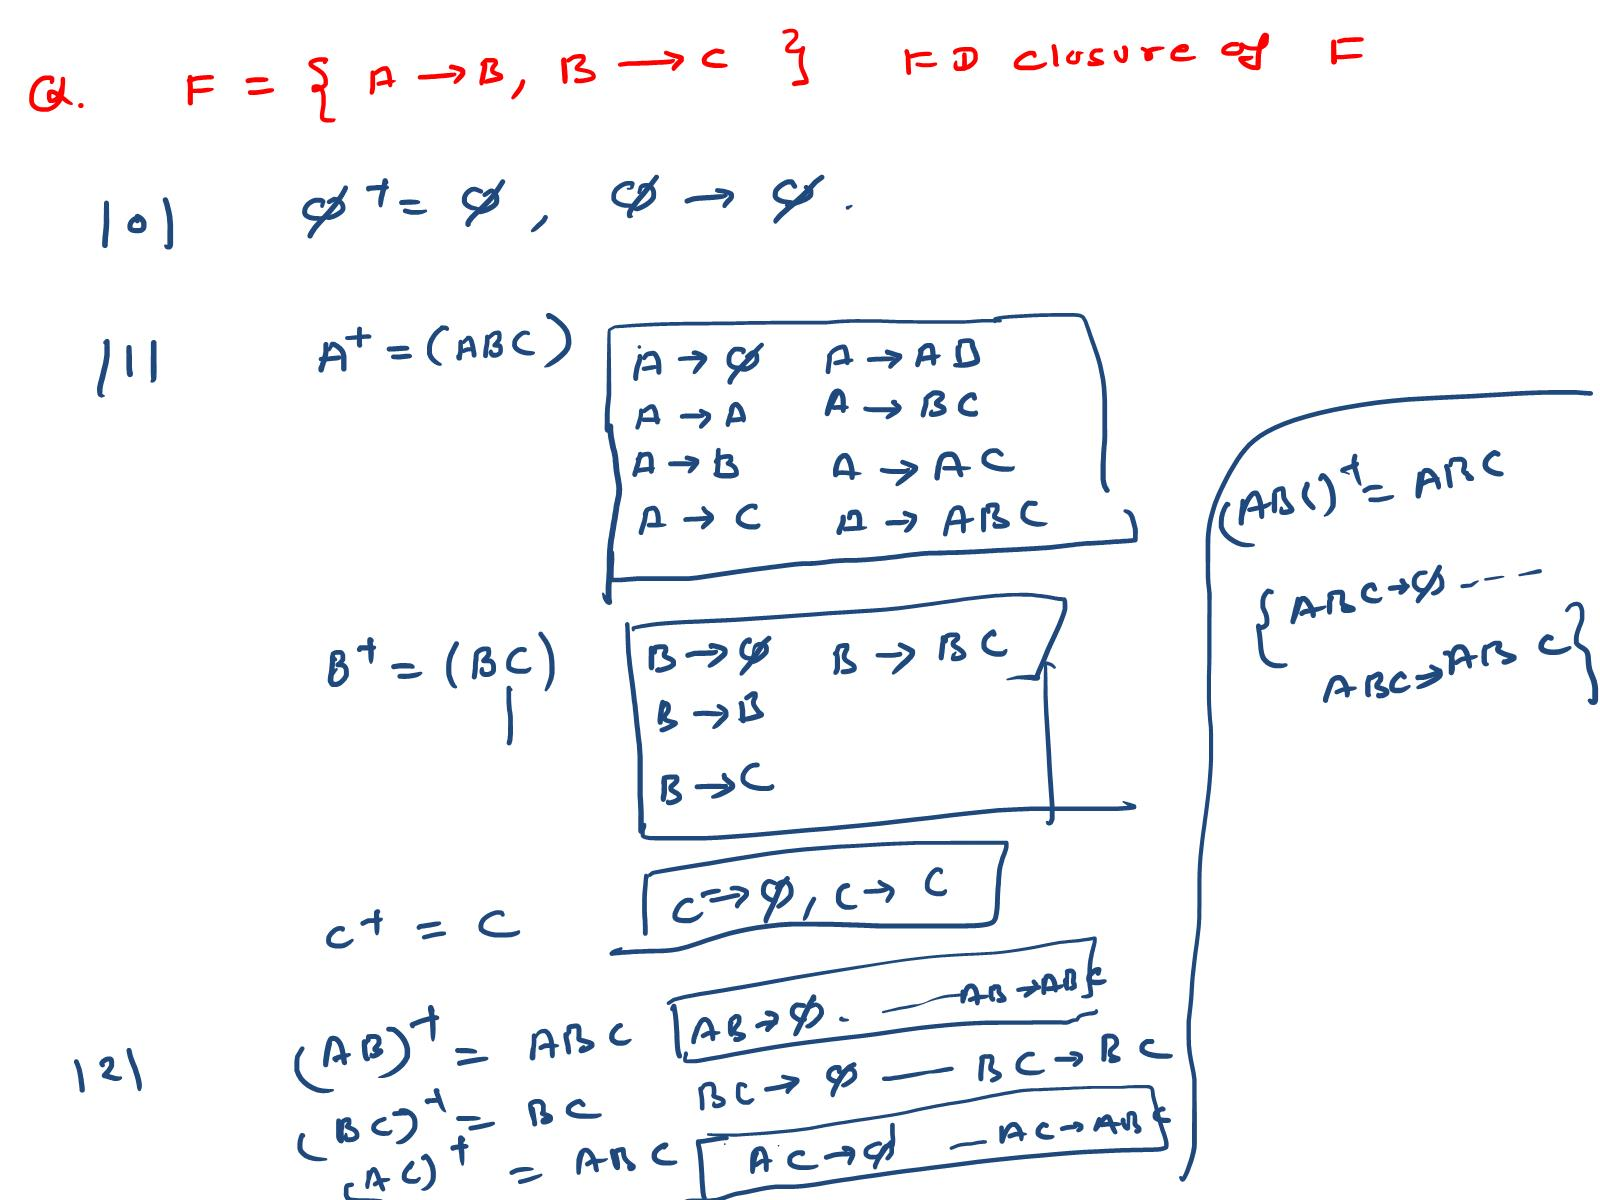 Q. F = { A → B, B → C } FD closure of F
|0| φ⁺ = φ, φ → φ.
|1| A⁺ = (ABC)
A → φ A → AB
A → A A → BC
A → B A → AC
A → C A → ABC
B⁺ = (BC)
B → φ B → BC
B → B
B → C
C⁺ = C C → φ, C → C
|2| (AB)⁺ = ABC AB → φ. — AB → ABC
(BC)⁺ = BC BC → φ — BC → BC
(AC)⁺ = ABC AC → φ — AC → ABC
(ABC)⁺ = ABC
{ ABC → φ ----
ABC → ABC }